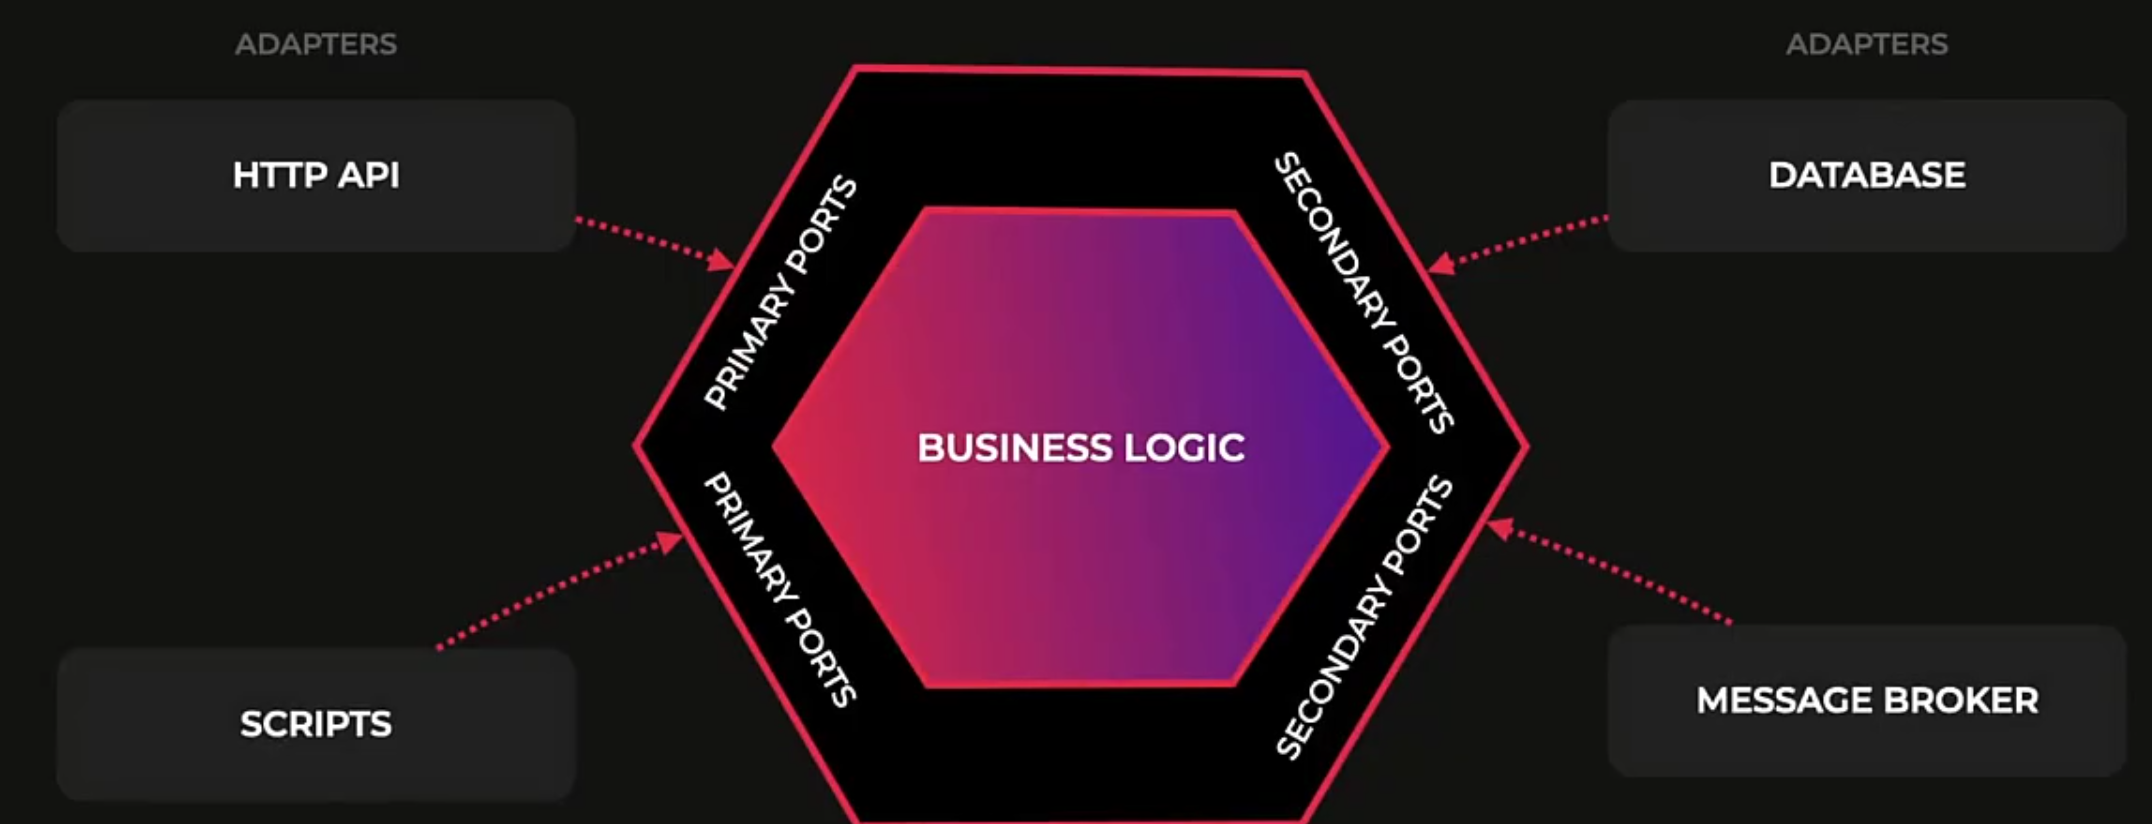 ADAPTERS
ADAPTERS
HTTP API
DATABASE
PRIMARY PORTS
SECONDARY PORTS
BUSINESS LOGIC
PRIMARY PORTS
SECONDARY PORTS
SCRIPTS
MESSAGE BROKER